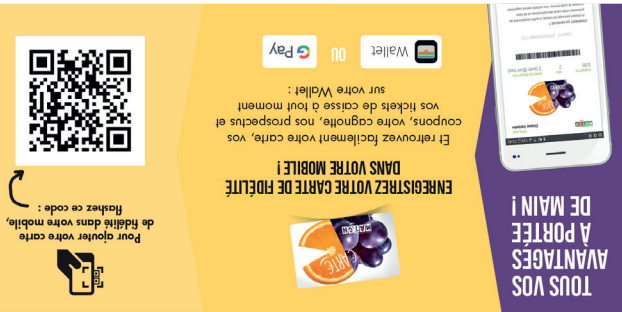 TOUS VOS
AVANTAGES
À PORTÉE
DE MAIN !
MATCH
CARTE
ENREGISTREZ VOTRE CARTE DE FIDÉLITÉ
DANS VOTRE MOBILE !
Et retrouvez facilement votre carte, vos
coupons, votre cagnotte, nos prospectus et
vos tickets de caisse à tout moment
sur votre Wallet :
Wallet
ou
G Pay
Pour ajouter votre carte
de fidélité dans votre mobile,
flashez ce code :